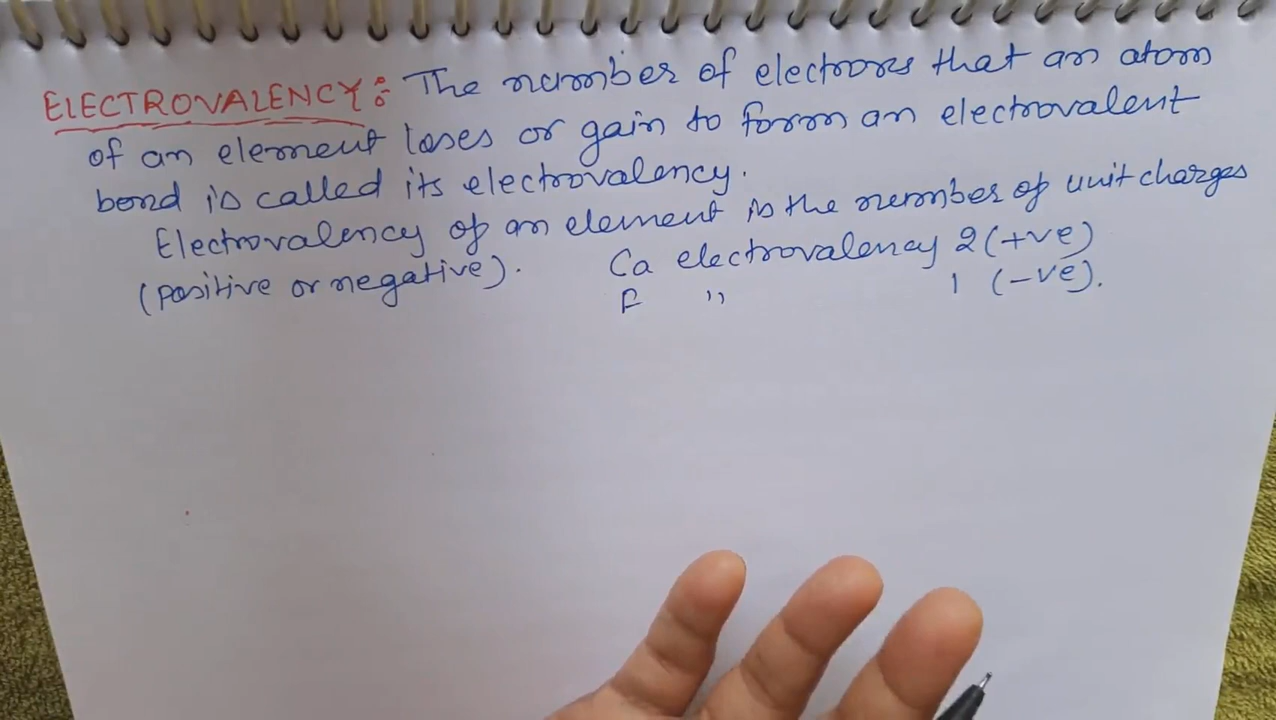 ELECTROVALENCY: The number of electrons that an atom
of an element loses or gain to form an electrovalent
bond is called its electrovalency.
Electrovalency of an element is the number of unit charges
(positive or negative). Ca electrovalency 2 (+ve)
F " 1 (-ve).